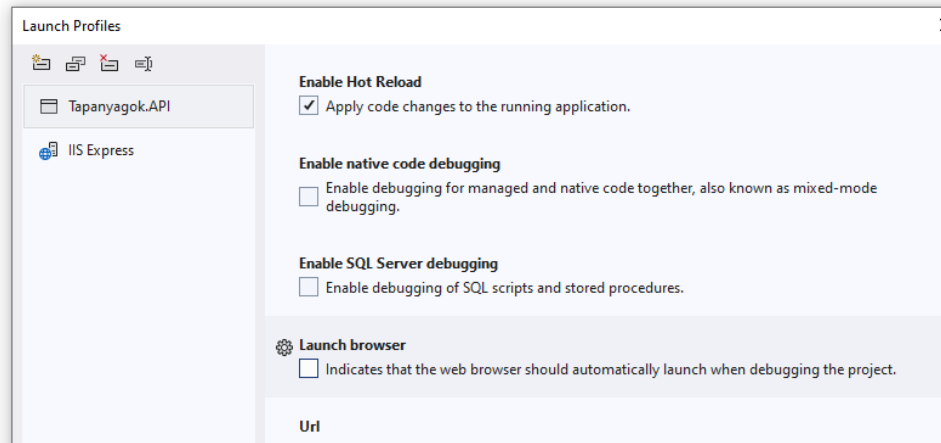 Launch Profiles
Tapanyagok.API
IIS Express
Enable Hot Reload
Apply code changes to the running application.
Enable native code debugging
Enable debugging for managed and native code together, also known as mixed-mode
debugging.
Enable SQL Server debugging
Enable debugging of SQL scripts and stored procedures.
Launch browser
Indicates that the web browser should automatically launch when debugging the project.
Url